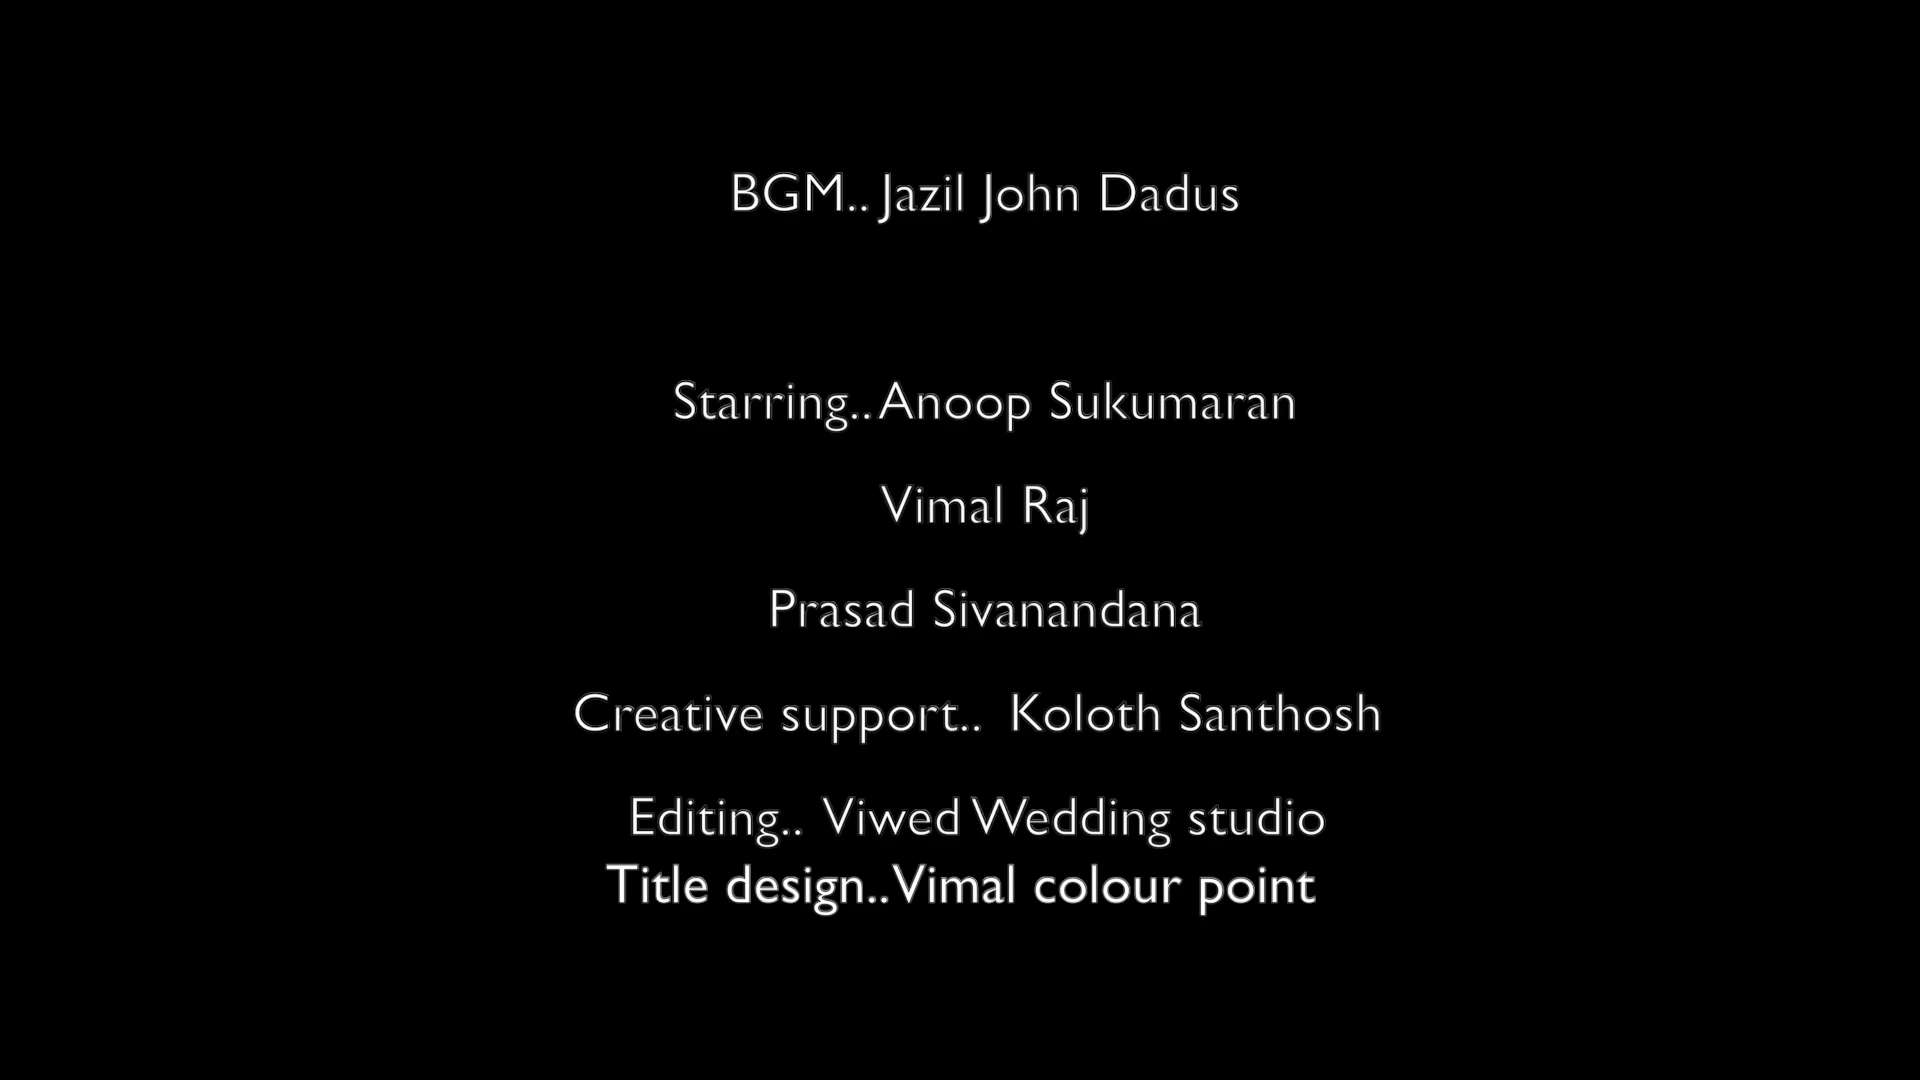 BGM.. Jazil John Dadus
Starring.. Anoop Sukumaran
Vimal Raj
Prasad Sivanandana
Creative support..  Koloth Santhosh
Editing..  Viwed Wedding studio
Title design.. Vimal colour point